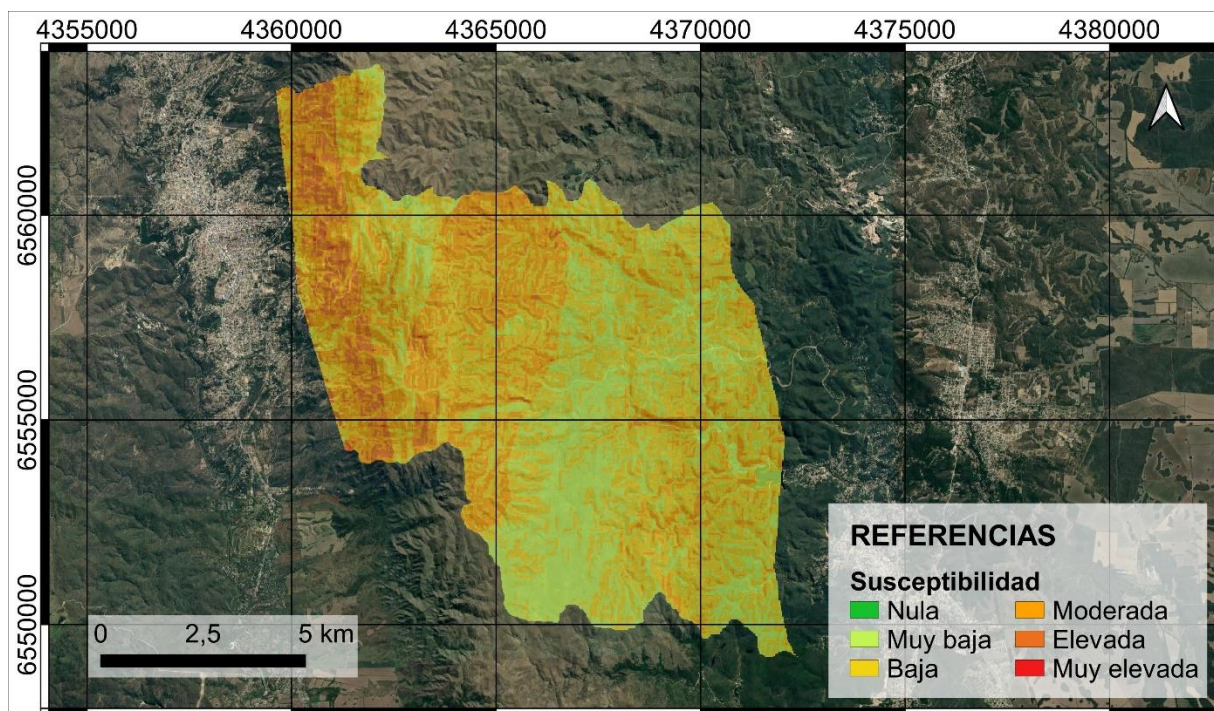 4355000 4360000 4365000 4370000 4375000 4380000
6560000
6555000
6550000
0 2,5 5 km
REFERENCIAS
Susceptibilidad
Nula
Muy baja
Baja
Moderada
Elevada
Muy elevada